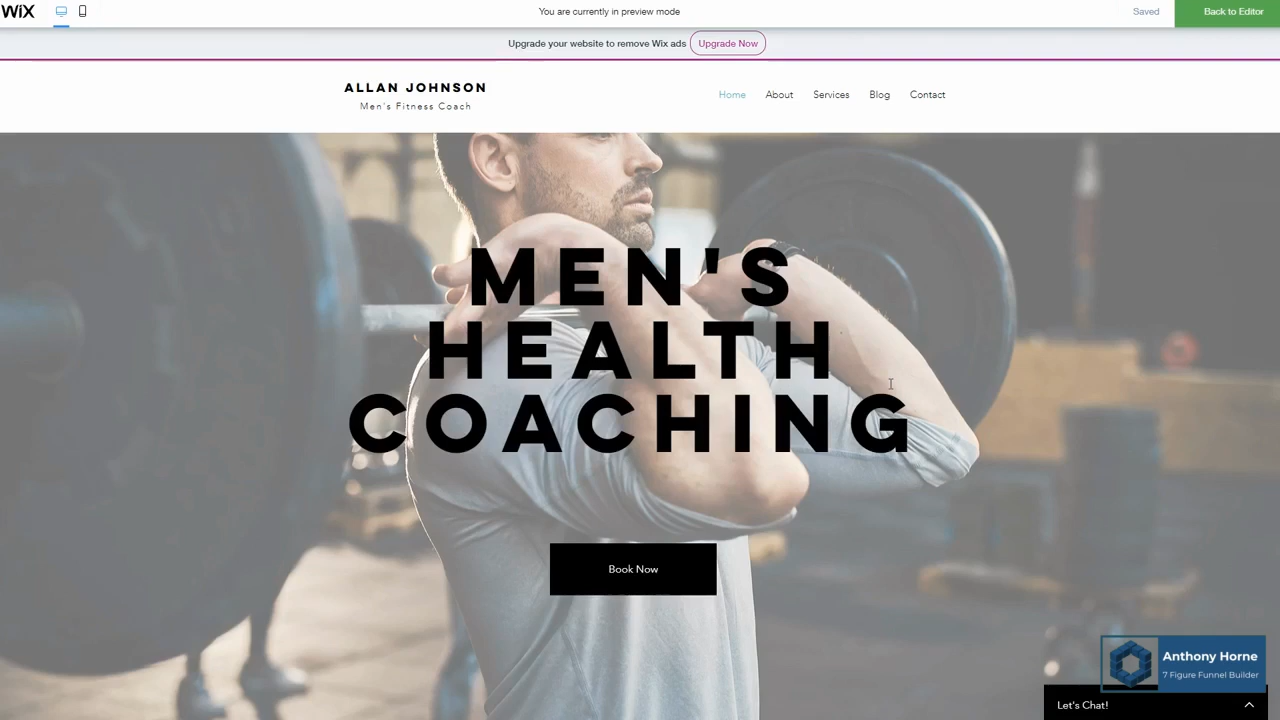 WiX
You are currently in preview mode
Saved
Back to Editor
Upgrade your website to remove Wix ads
Upgrade Now
ALLAN JOHNSON
Men's Fitness Coach
Home
About
Services
Blog
Contact
MEN'S
HEALTH
COACHING
Book Now
Anthony Horne
7 Figure Funnel Builder
Let's Chat!